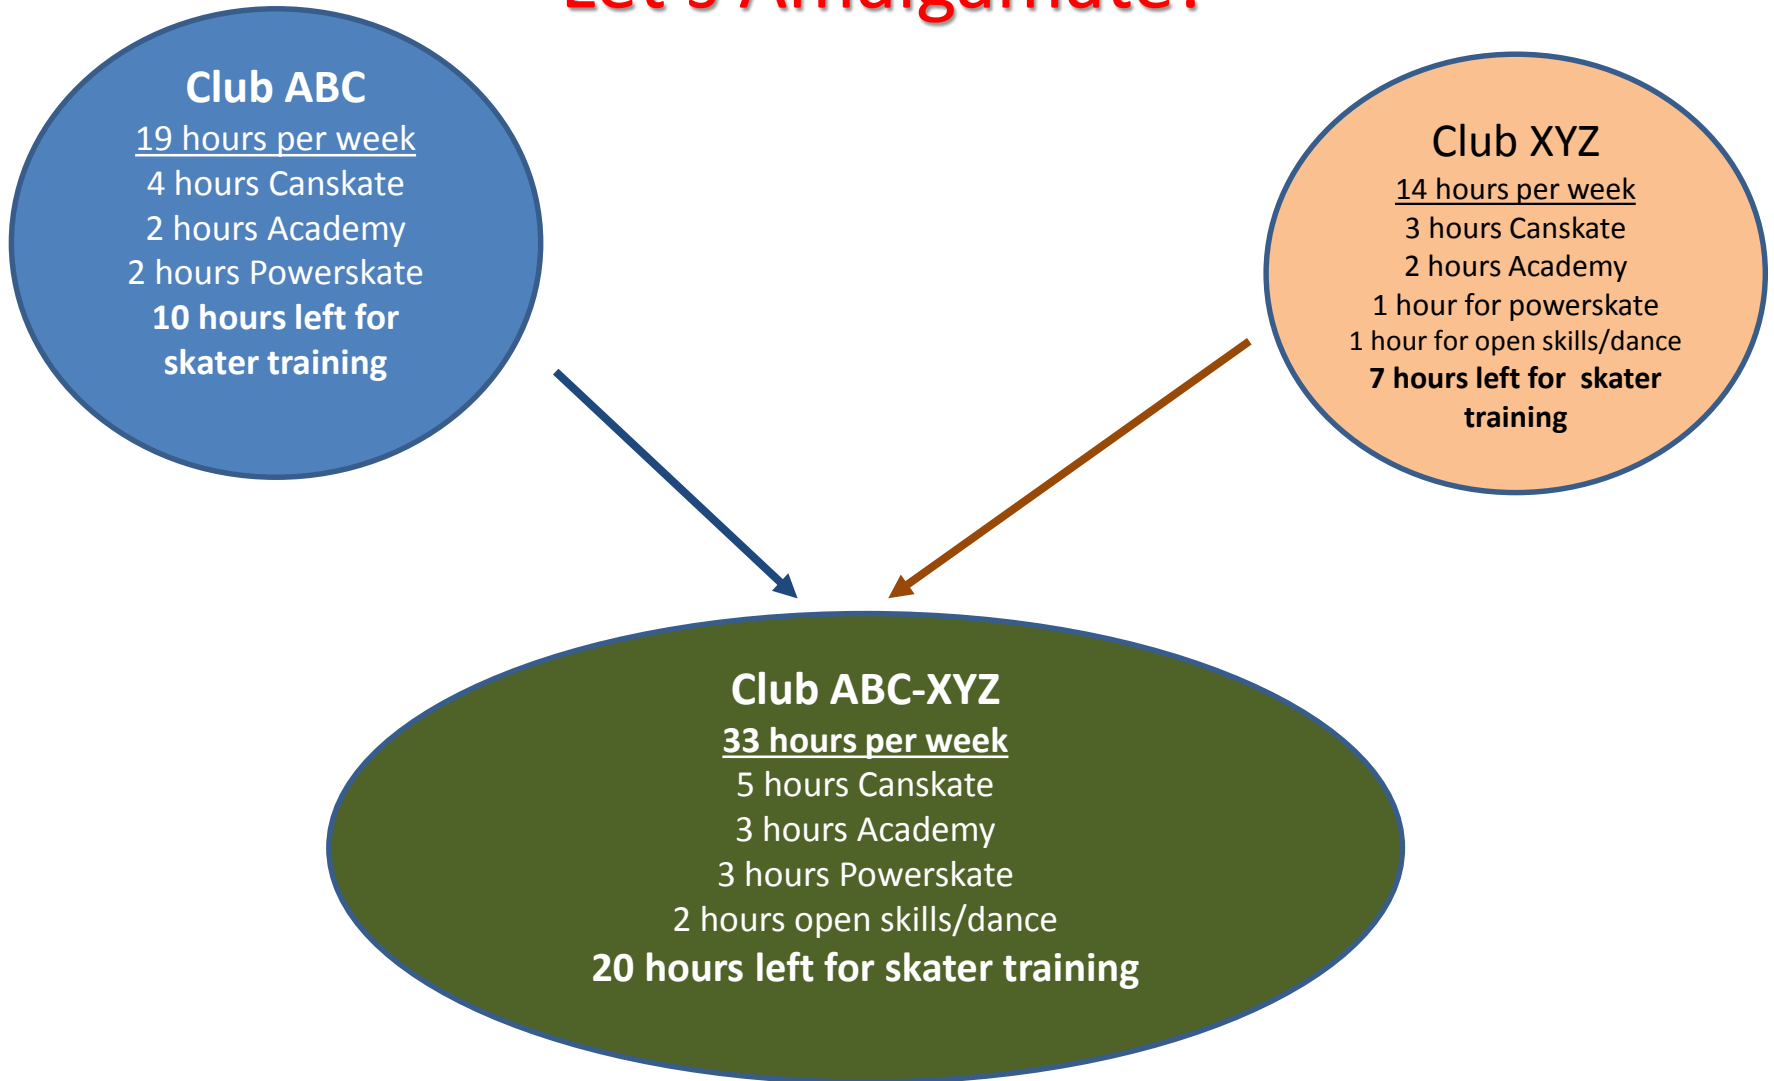 Let's Amalgamate!
Club ABC
19 hours per week
4 hours Canskate
2 hours Academy
2 hours Powerskate
10 hours left for
skater training
Club XYZ
14 hours per week
3 hours Canskate
2 hours Academy
1 hour for powerskate
1 hour for open skills/dance
7 hours left for skater
training
Club ABC-XYZ
33 hours per week
5 hours Canskate
3 hours Academy
3 hours Powerskate
2 hours open skills/dance
20 hours left for skater training